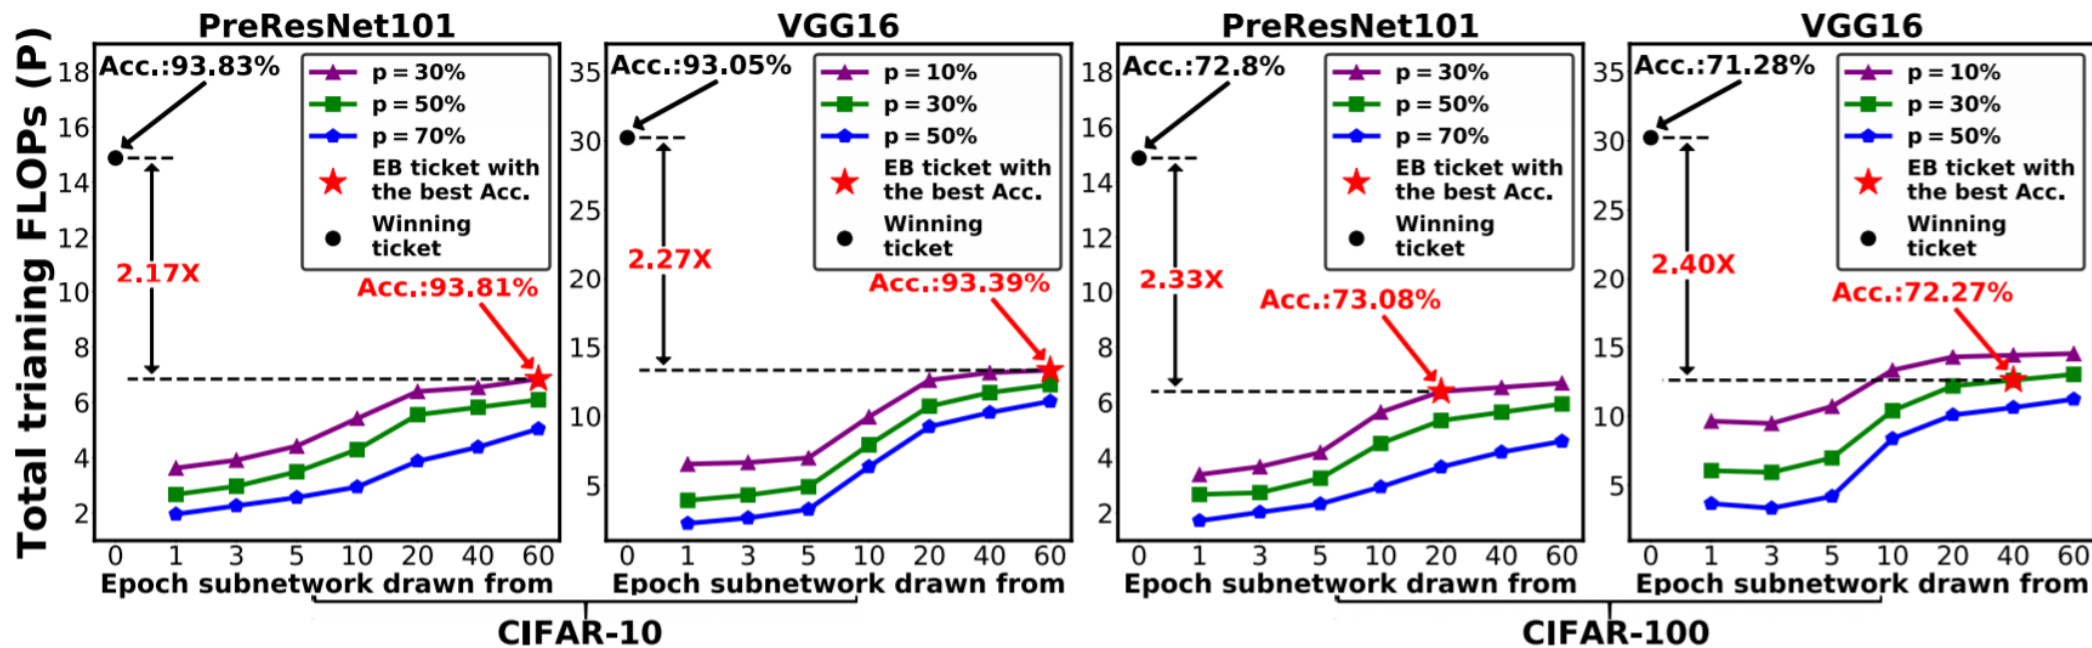 Total trianing FLOPs (P)
PreResNet101
18
16
14
12
10
8
6
4
2
Acc.:93.83%
p = 30%
p = 50%
p = 70%
EB ticket with
the best Acc.
Winning
ticket
2.17X
Acc.:93.81%
0 1 3 5 10 20 40 60
Epoch subnetwork drawn from
VGG16
35
30
25
20
15
10
5
Acc.:93.05%
p = 10%
p = 30%
p = 50%
EB ticket with
the best Acc.
Winning
ticket
2.27X
Acc.:93.39%
0 1 3 5 10 20 40 60
Epoch subnetwork drawn from
CIFAR-10
PreResNet101
18
16
14
12
10
8
6
4
2
Acc.:72.8%
p = 30%
p = 50%
p = 70%
EB ticket with
the best Acc.
Winning
ticket
2.33X
Acc.:73.08%
0 1 3 5 10 20 40 60
Epoch subnetwork drawn from
VGG16
35
30
25
20
15
10
5
Acc.:71.28%
p = 10%
p = 30%
p = 50%
EB ticket with
the best Acc.
Winning
ticket
2.40X
Acc.:72.27%
0 1 3 5 10 20 40 60
Epoch subnetwork drawn from
CIFAR-100